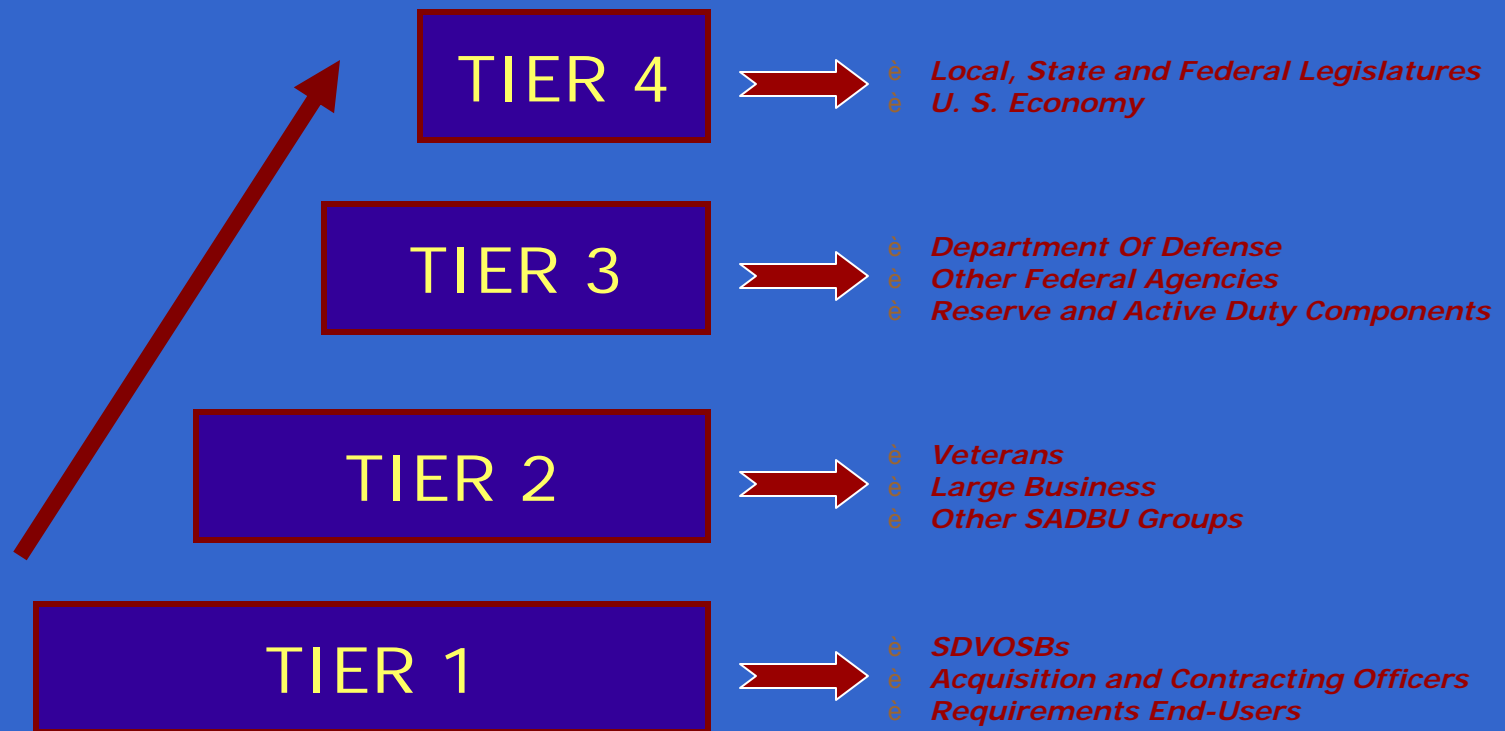 TIER 4
è Local, State and Federal Legislatures
è U. S. Economy
TIER 3
è Department Of Defense
è Other Federal Agencies
è Reserve and Active Duty Components
TIER 2
è Veterans
è Large Business
è Other SADBU Groups
TIER 1
è SDVOSBs
è Acquisition and Contracting Officers
è Requirements End-Users